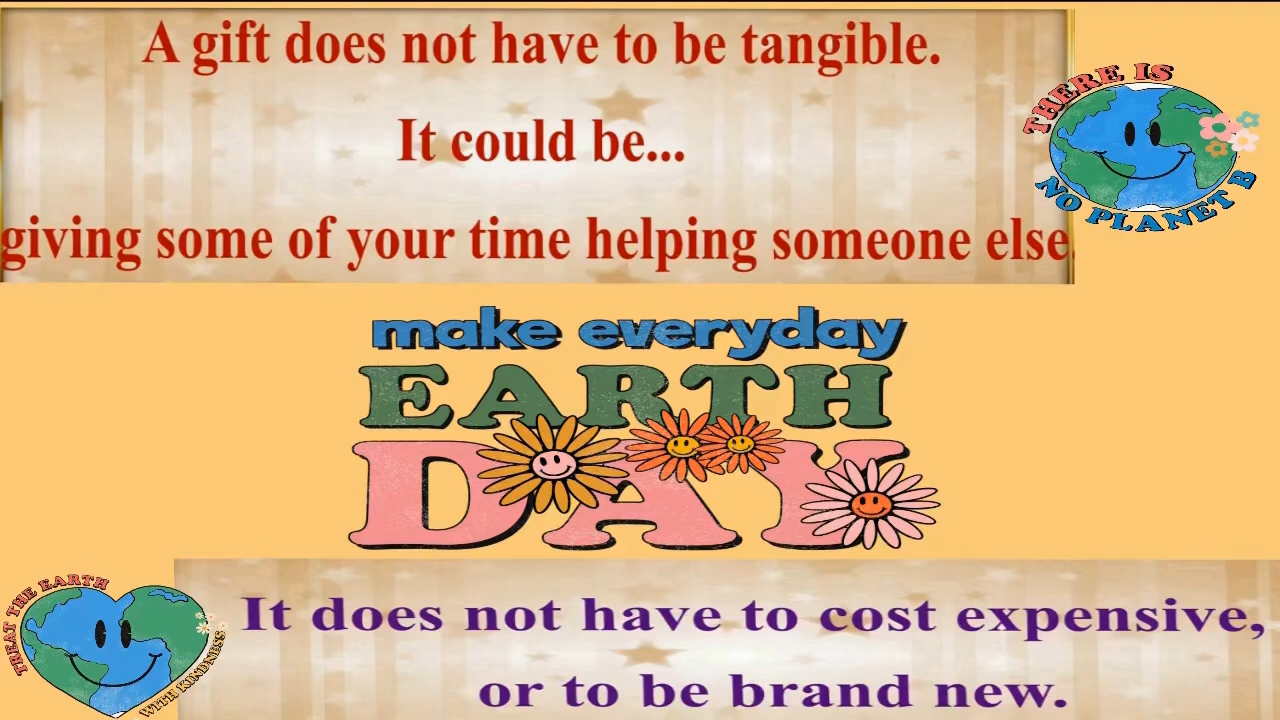 A gift does not have to be tangible.
It could be...
giving some of your time helping someone else.
THERE IS
NO PLANET B
make everyday
EARTH
DAY
TREAT THE EARTH
WITH KINDNESS
It does not have to cost expensive,
or to be brand new.